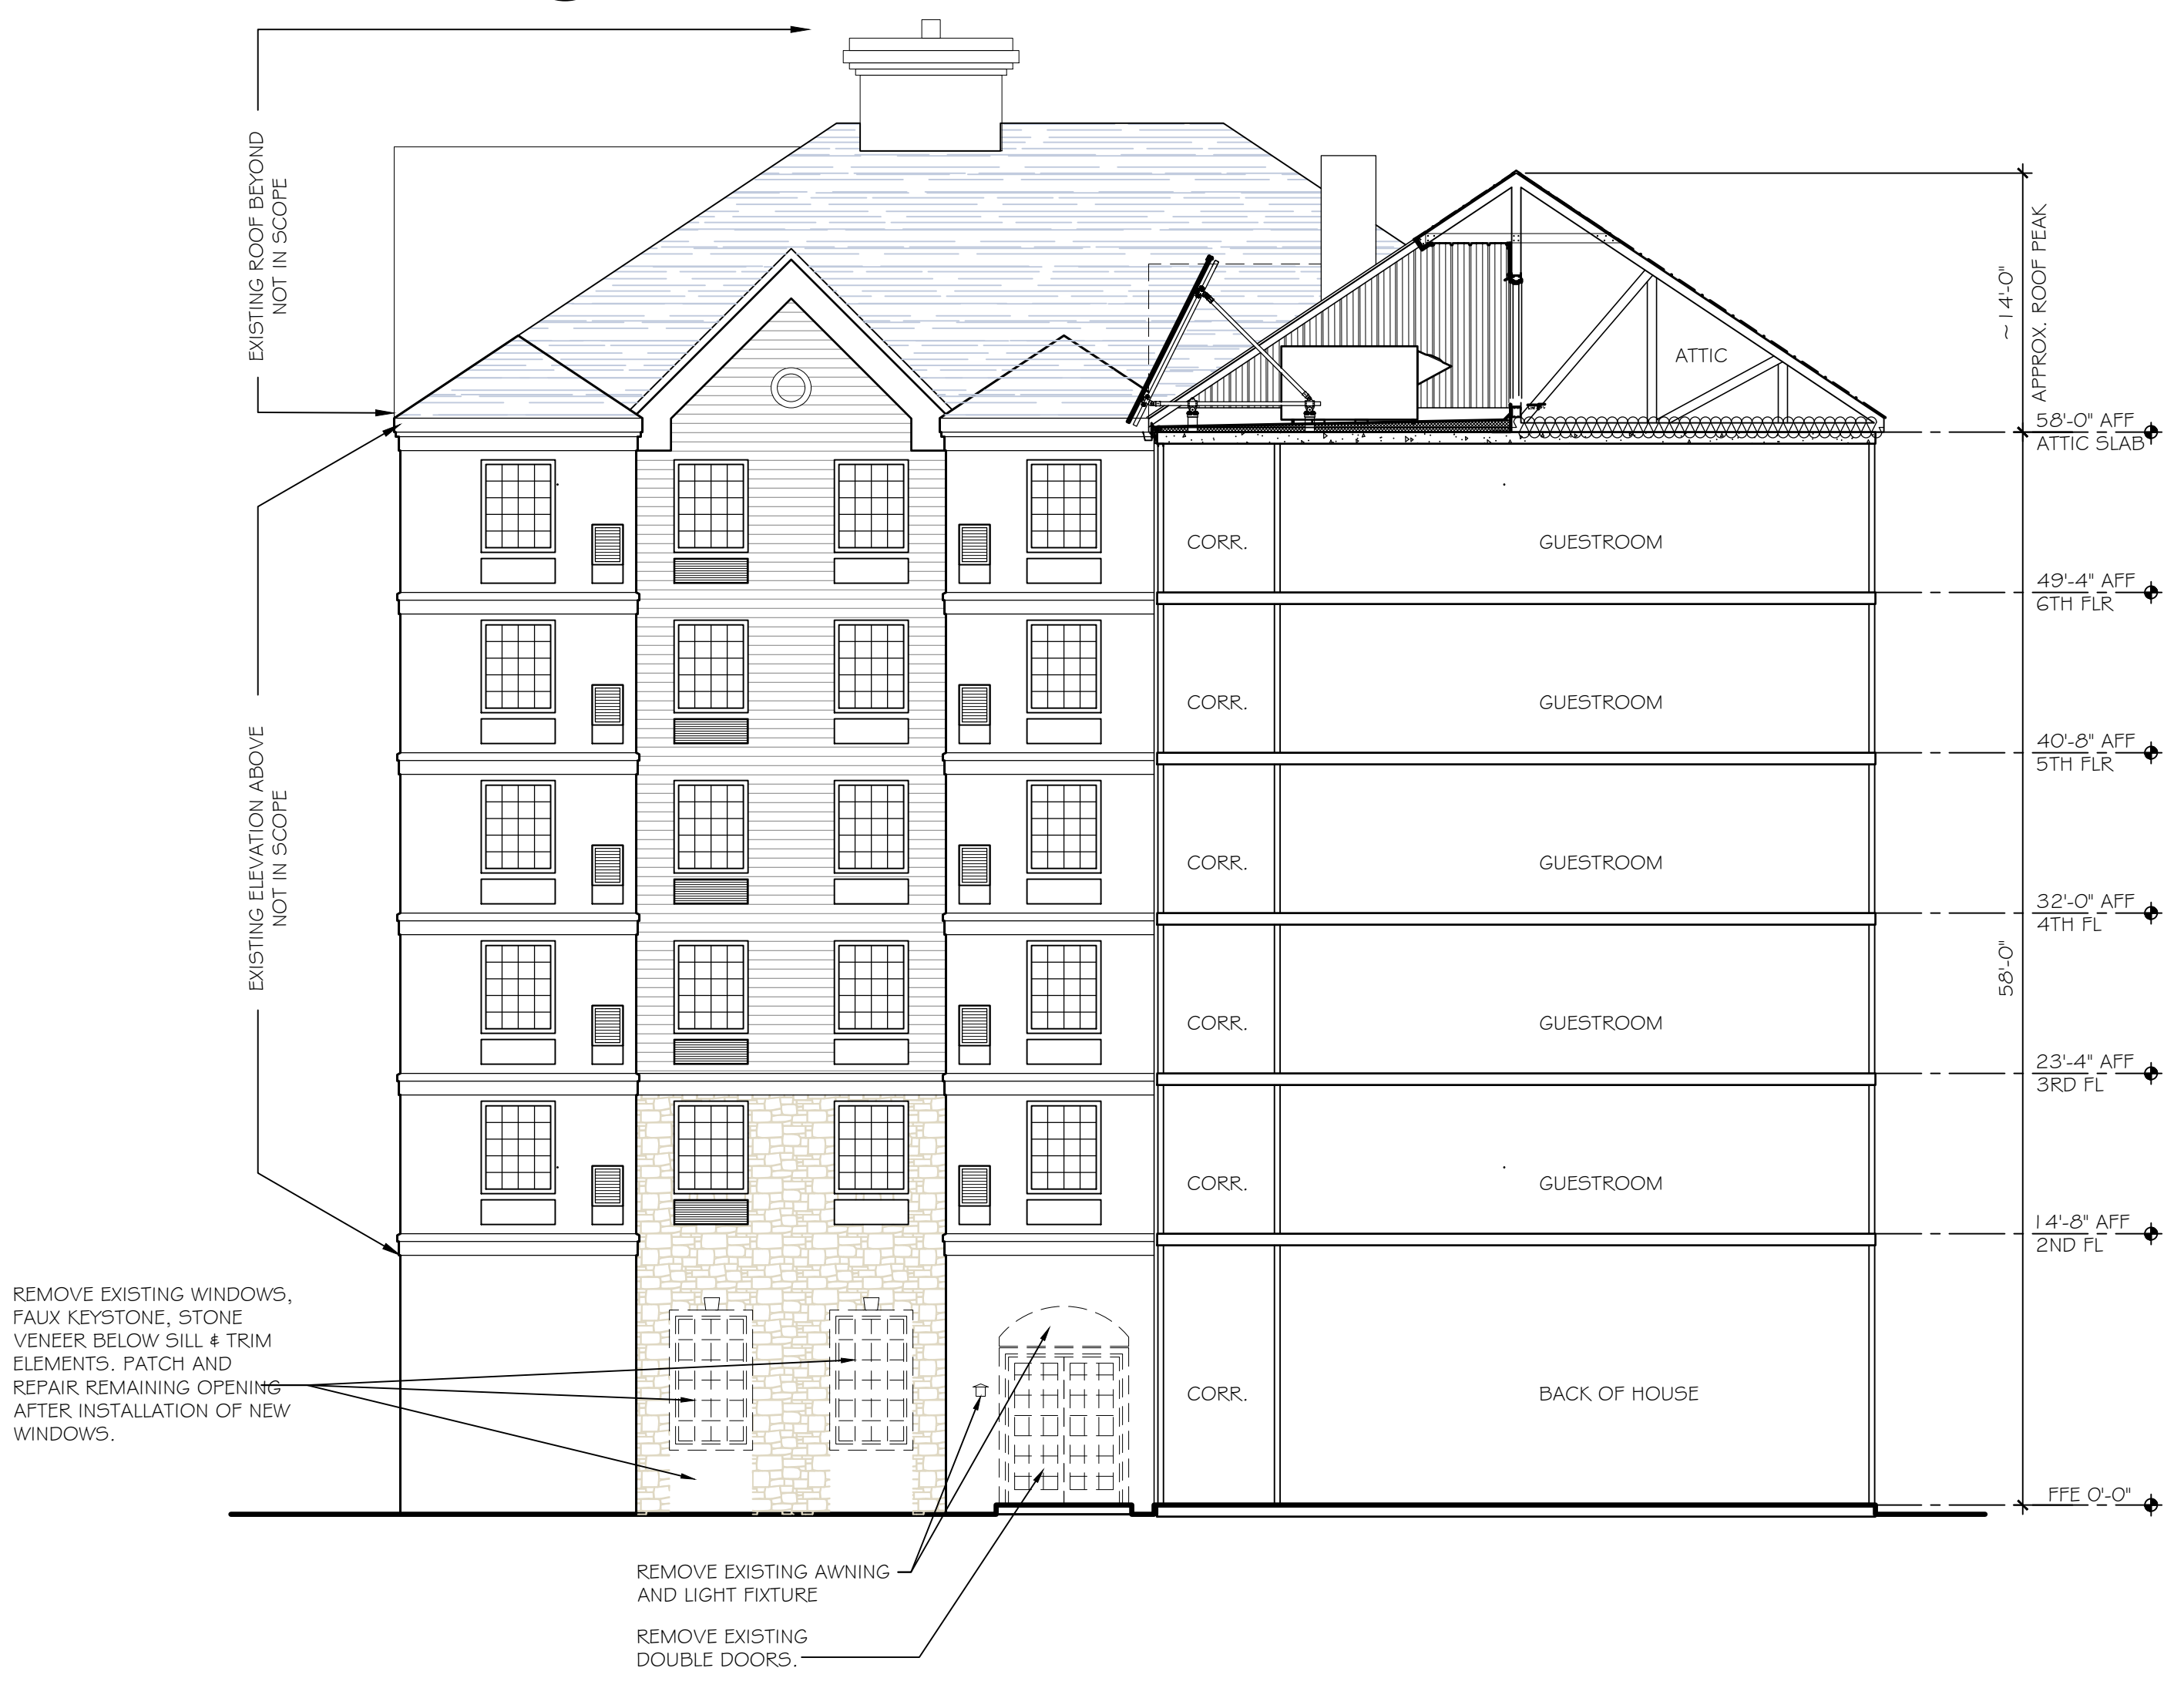 EXISTING ROOF BEYOND
NOT IN SCOPE
~14'-0"
APPROX. ROOF PEAK
ATTIC
58'-0" AFF
ATTIC SLAB
CORR.
GUESTROOM
49'-4" AFF
6TH FLR
CORR.
GUESTROOM
40'-8" AFF
5TH FLR
EXISTING ELEVATION ABOVE
NOT IN SCOPE
CORR.
GUESTROOM
32'-0" AFF
4TH FL
58'-0"
CORR.
GUESTROOM
23'-4" AFF
3RD FL
CORR.
GUESTROOM
14'-8" AFF
2ND FL
REMOVE EXISTING WINDOWS,
FAUX KEYSTONE, STONE
VENEER BELOW SILL & TRIM
ELEMENTS. PATCH AND
REPAIR REMAINING OPENING
AFTER INSTALLATION OF NEW
WINDOWS.
CORR.
BACK OF HOUSE
FFE 0'-0"
REMOVE EXISTING AWNING
AND LIGHT FIXTURE
REMOVE EXISTING
DOUBLE DOORS.